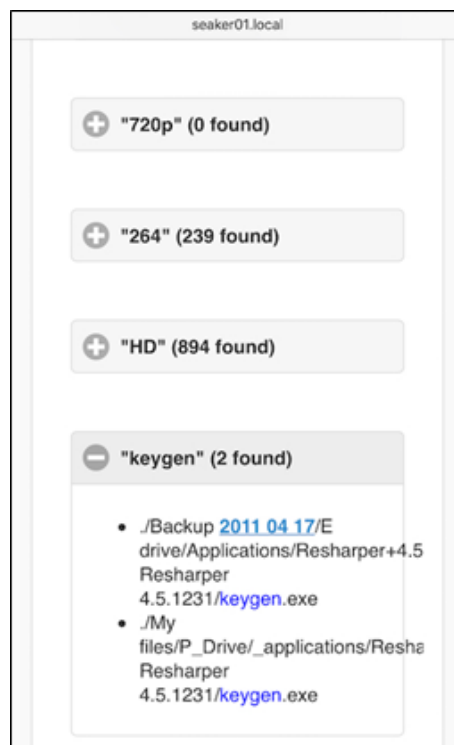 seaker01.local
"720p" (0 found)
"264" (239 found)
"HD" (894 found)
"keygen" (2 found)
• ./Backup 2011 04 17/E
drive/Applications/Resharper+4.5
Resharper
4.5.1231/keygen.exe
• ./My
files/P_Drive/_applications/Resha
Resharper
4.5.1231/keygen.exe